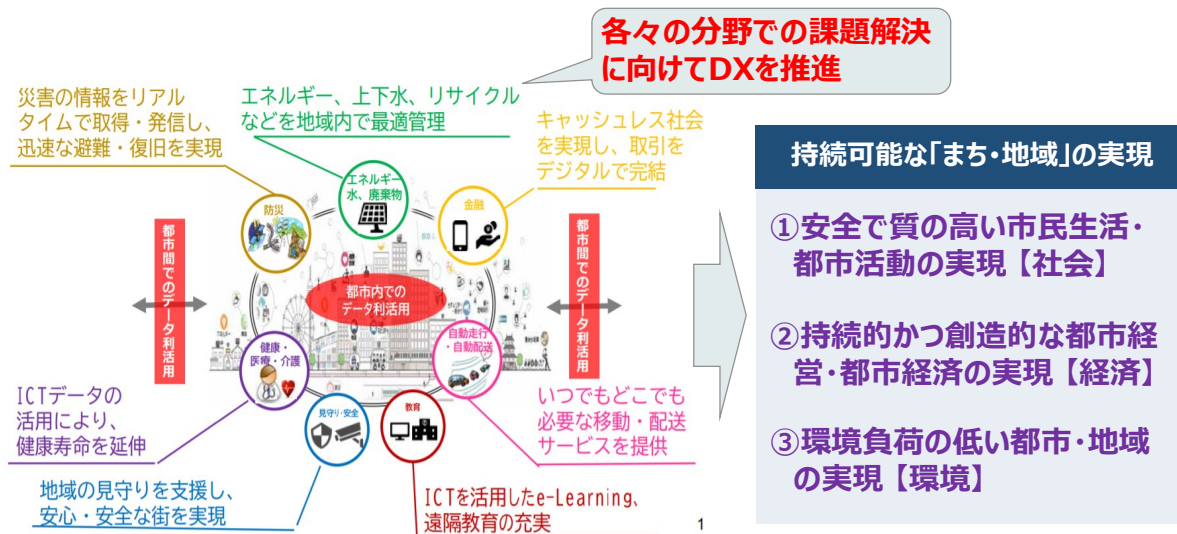 各々の分野での課題解決
に向けてDXを推進
災害の情報をリアル
タイムで取得・発信し、
迅速な避難・復旧を実現
エネルギー、上下水、リサイクル
などを地域内で最適管理
キャッシュレス社会
を実現し、取引を
デジタルで完結
防災
エネルギー
水、廃棄物
金融
都市間でのデータ利活用
都市内での
データ利活用
都市間でのデータ利活用
健康・
医療・介護
自動走行
・自動配送
見守り・安全
教育
ICTデータの
活用により、
健康寿命を延伸
いつでもどこでも
必要な移動・配送
サービスを提供
地域の見守りを支援し、
安心・安全な街を実現
ICTを活用したe-Learning、
遠隔教育の充実
1
持続可能な「まち・地域」の実現
①安全で質の高い市民生活・
都市活動の実現【社会】
②持続的かつ創造的な都市経
営・都市経済の実現【経済】
③環境負荷の低い都市・地域
の実現【環境】